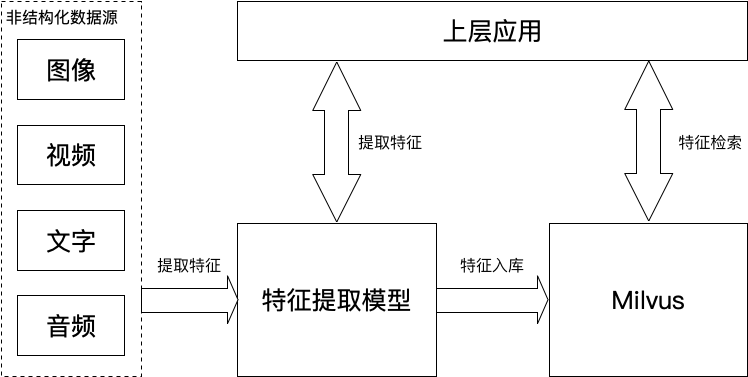 非结构化数据源
图像
视频
文字
音频
上层应用
提取特征
特征检索
提取特征
特征入库
特征提取模型
Milvus